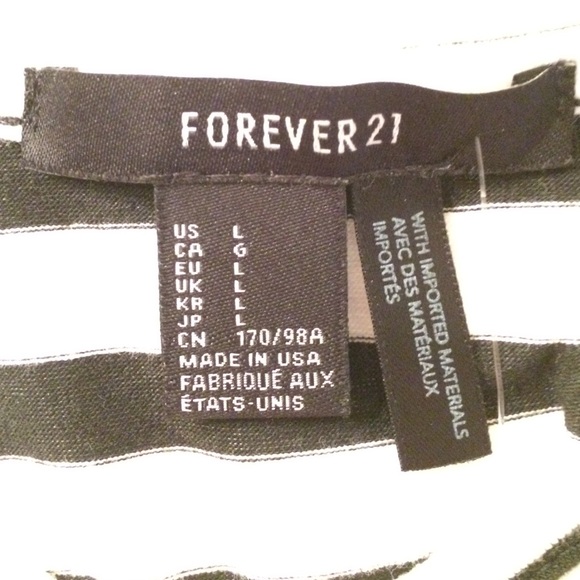 FOREVER 21
US L
CA G
EU L
UK L
KR L
JP L
CN 170/98A
MADE IN USA
FABRIQUÉ AUX
ÉTATS-UNIS
WITH IMPORTED MATERIALS
AVEC DES MATÉRIAUX
IMPORTÉS